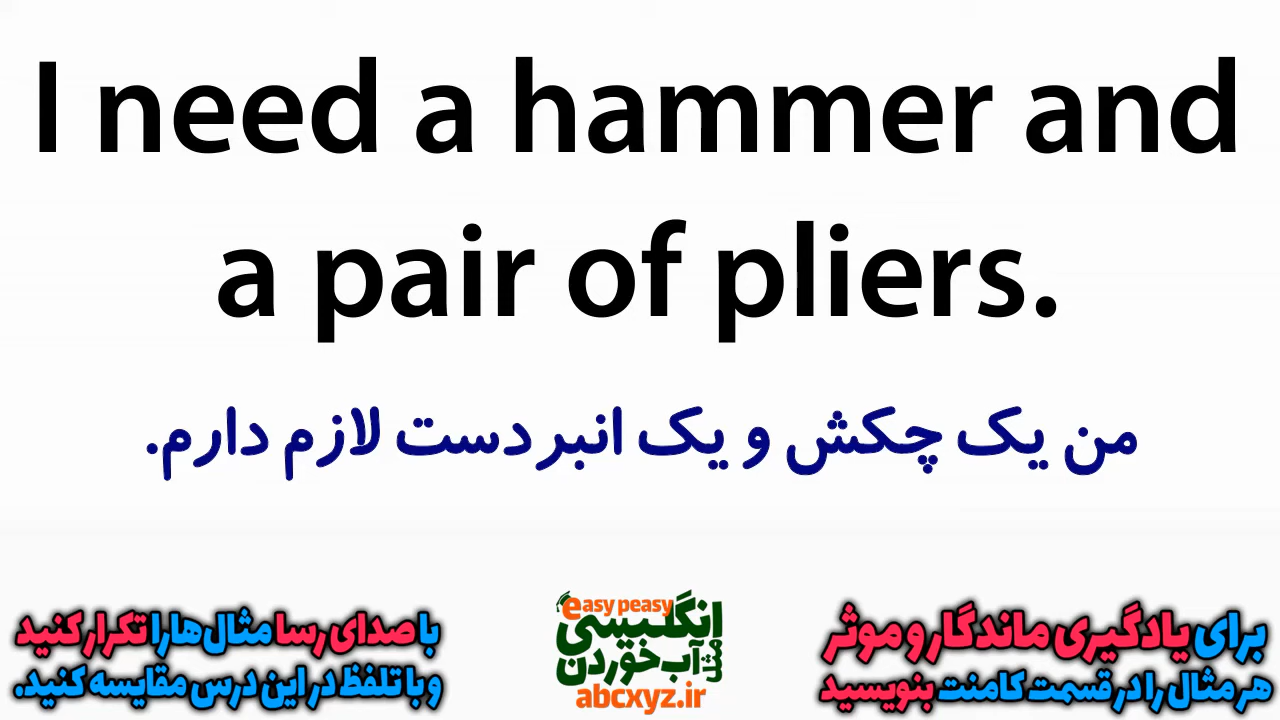 I need a hammer and
a pair of pliers.
من یک چکش و یک انبردست لازم دارم.
برای یادگیری ماندگار و موثر
هر مثال را در قسمت کامنت بنویسید
easy peasy
انگلیسی
مثل آب خوردن
abcxyz.ir
با صدای رسا مثال‌ها را تکرار کنید
و با تلفظ در این درس مقایسه کنید.